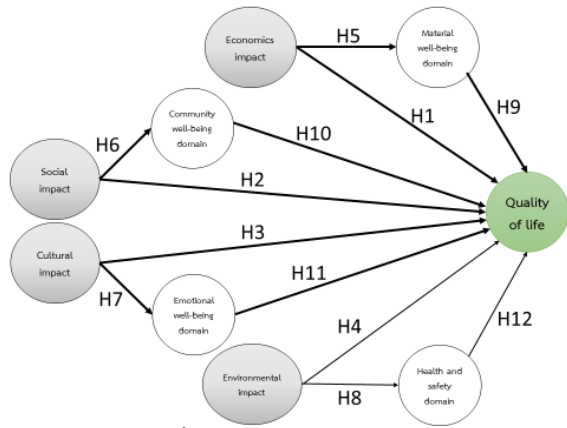 Economics
impact
H5
Material
well-being
domain
H1
H9
Community
well-being
domain
H6
H10
Social
impact
H2
Quality
of life
H3
Cultural
impact
H7
H11
Emotional
well-being
domain
H4
H12
Environmental
impact
H8
Health and
safety
domain